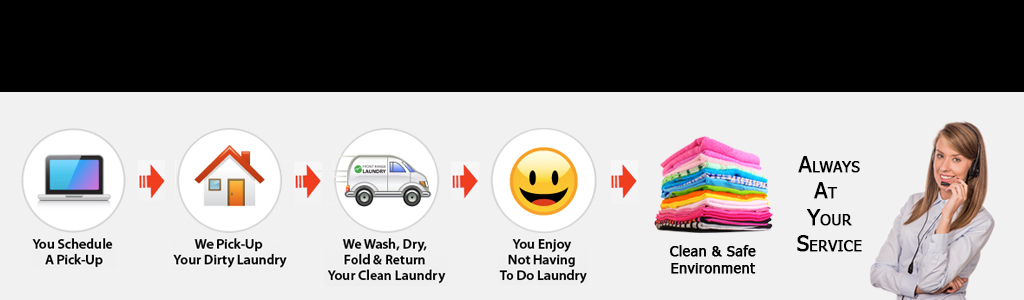 You Schedule
A Pick-Up
We Pick-Up
Your Dirty Laundry
FRONT RANGE
LAUNDRY
We Wash, Dry,
Fold & Return
Your Clean Laundry
You Enjoy
Not Having
To Do Laundry
Clean & Safe
Environment
Always
At
Your
Service